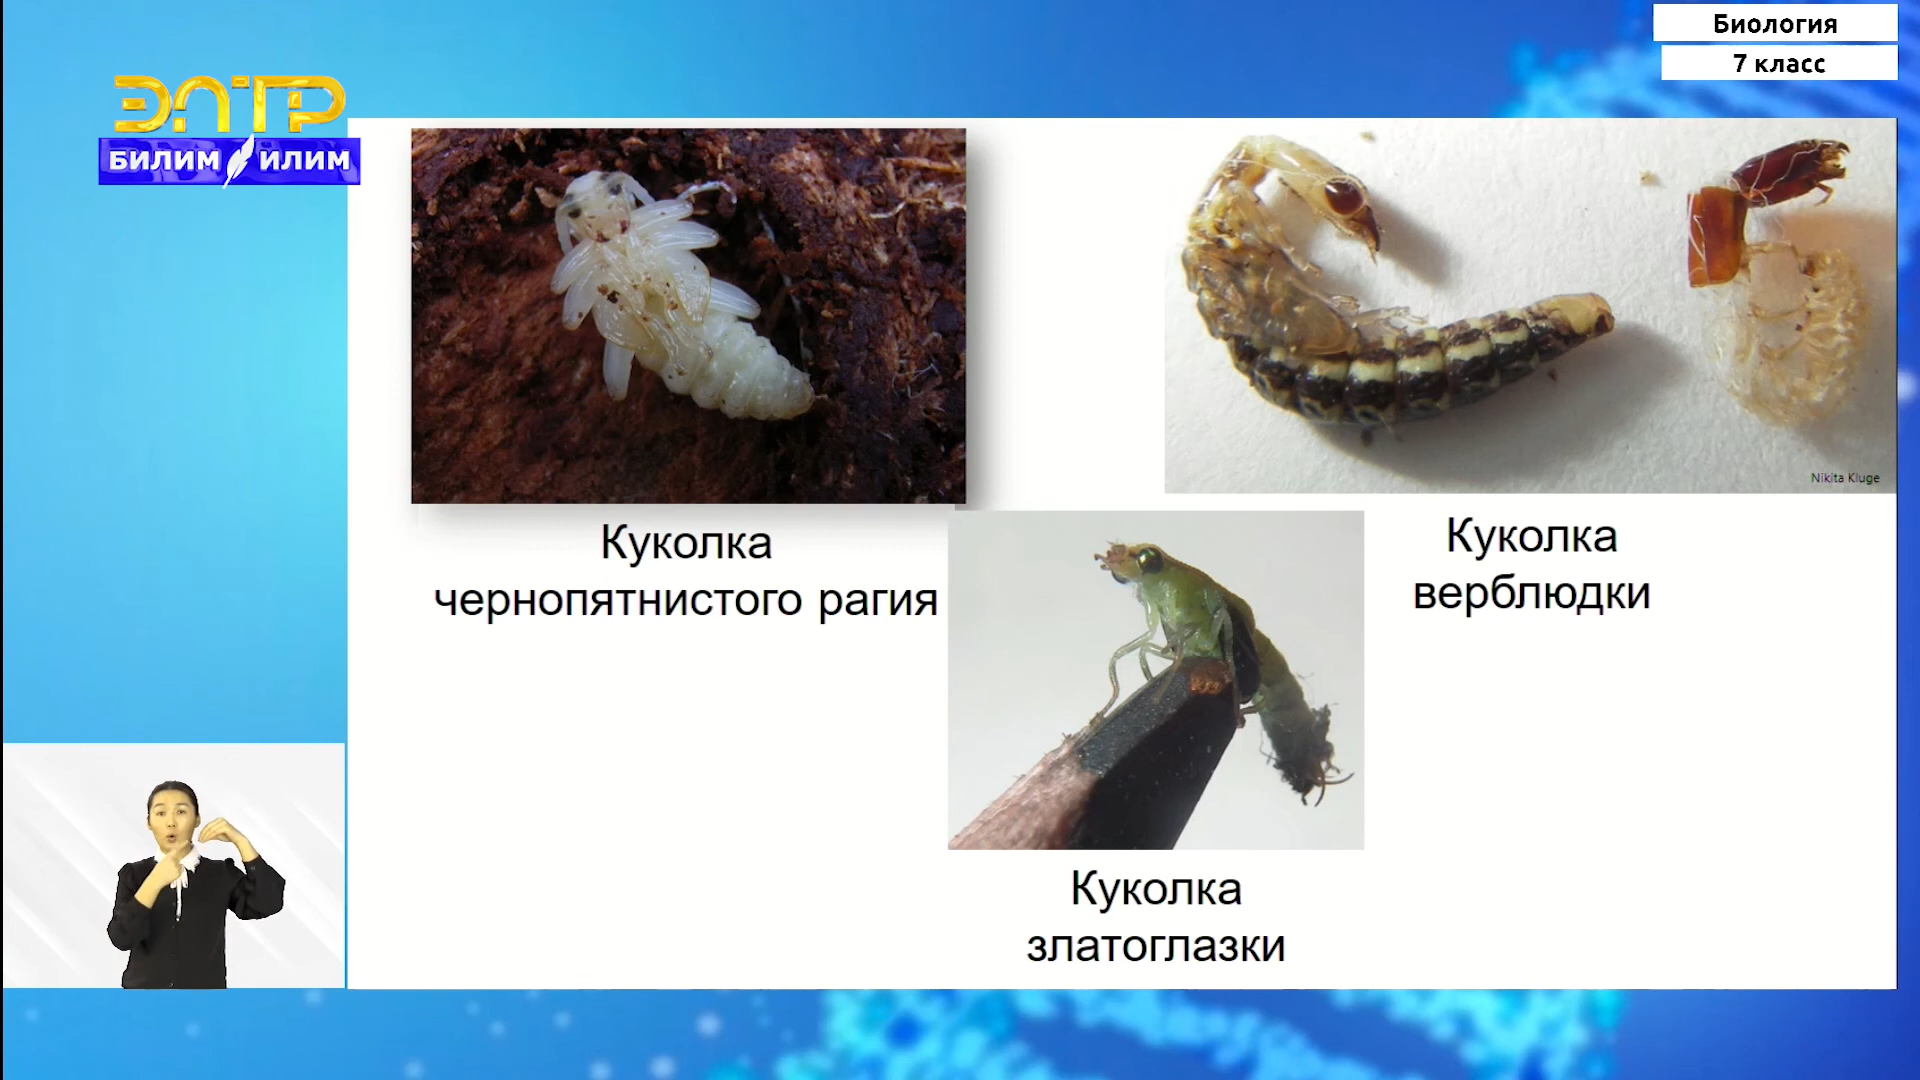 Биология
7 класс
ЭЛТР
БИЛИМ ИЛИМ
Nikita Kluge
Куколка
чернопятнистого рагия
Куколка
верблюдки
Куколка
златоглазки